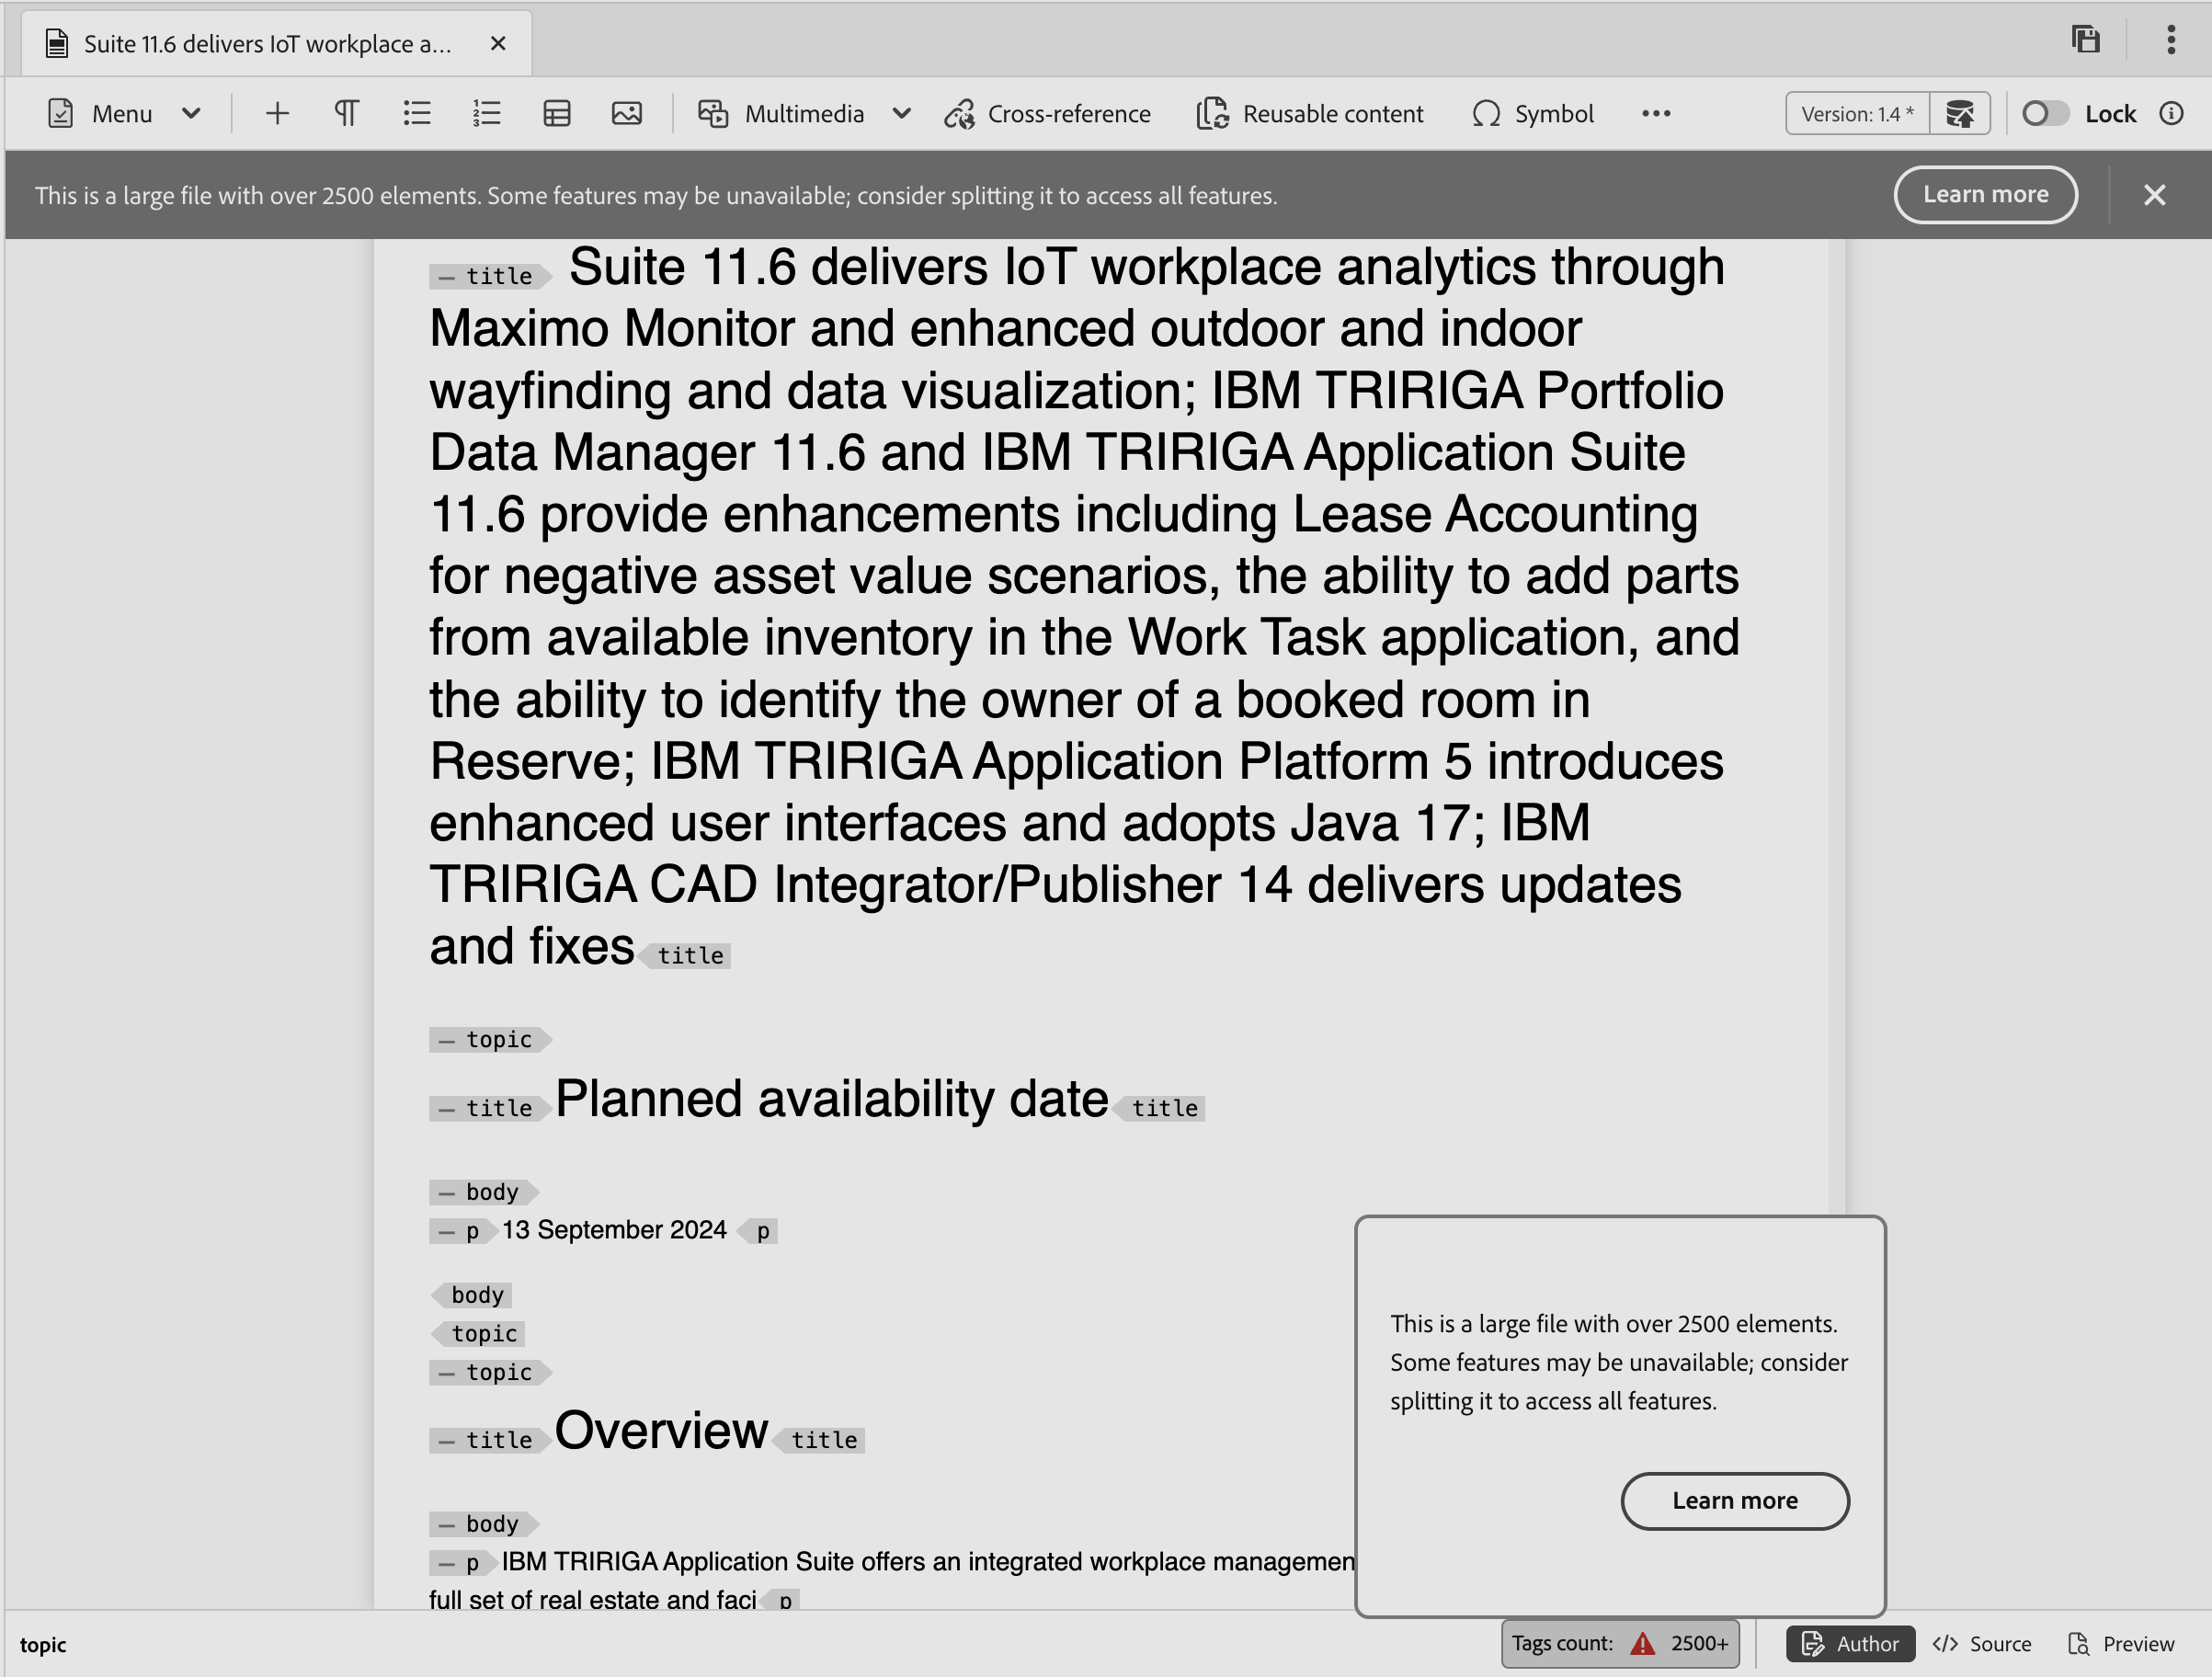 Suite 11.6 delivers IoT workplace a...
Menu
Multimedia
Cross-reference
Reusable content
Symbol
Version: 1.4 *
Lock
This is a large file with over 2500 elements. Some features may be unavailable; consider splitting it to access all features.
Learn more
title Suite 11.6 delivers IoT workplace analytics through
Maximo Monitor and enhanced outdoor and indoor
wayfinding and data visualization; IBM TRIRIGA Portfolio
Data Manager 11.6 and IBM TRIRIGA Application Suite
11.6 provide enhancements including Lease Accounting
for negative asset value scenarios, the ability to add parts
from available inventory in the Work Task application, and
the ability to identify the owner of a booked room in
Reserve; IBM TRIRIGA Application Platform 5 introduces
enhanced user interfaces and adopts Java 17; IBM
TRIRIGA CAD Integrator/Publisher 14 delivers updates
and fixes title
topic
title Planned availability date title
body
p 13 September 2024 p
body
topic
topic
title Overview title
body
p IBM TRIRIGA Application Suite offers an integrated workplace managemen
full set of real estate and faci p
This is a large file with over 2500 elements.
Some features may be unavailable; consider
splitting it to access all features.
Learn more
topic
Tags count: 2500+
Author
Source
Preview